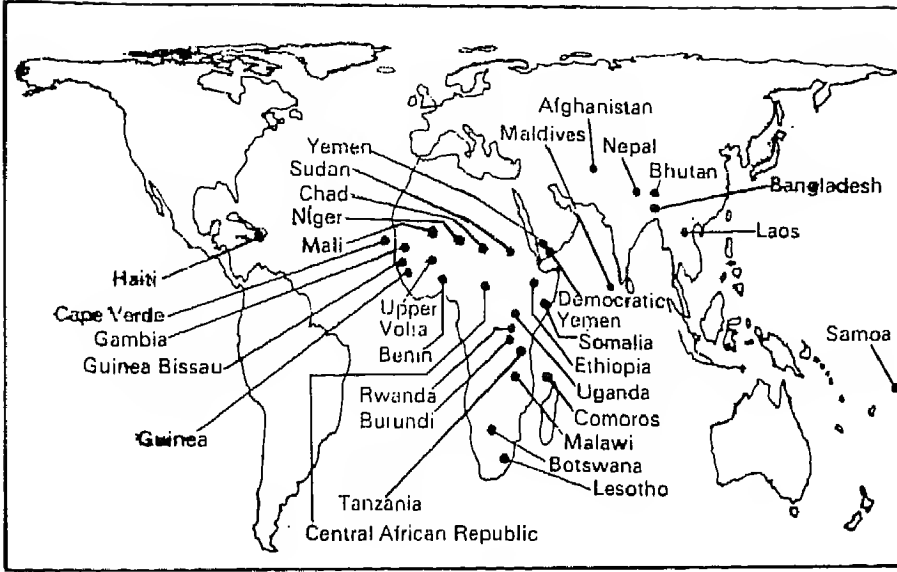 Afghanistan
Maldives
Nepal
Bhutan
Bangladesh
Laos
Yemen
Sudan
Chad
Niger
Mali
Haiti
Cape Verde
Gambia
Guinea Bissau
Guinea
Upper
Volta
Benin
Rwanda
Burundi
Tanzania
Central African Republic
Democratic
Yemen
Somalia
Ethiopia
Uganda
Comoros
Malawi
Botswana
Lesotho
Samoa